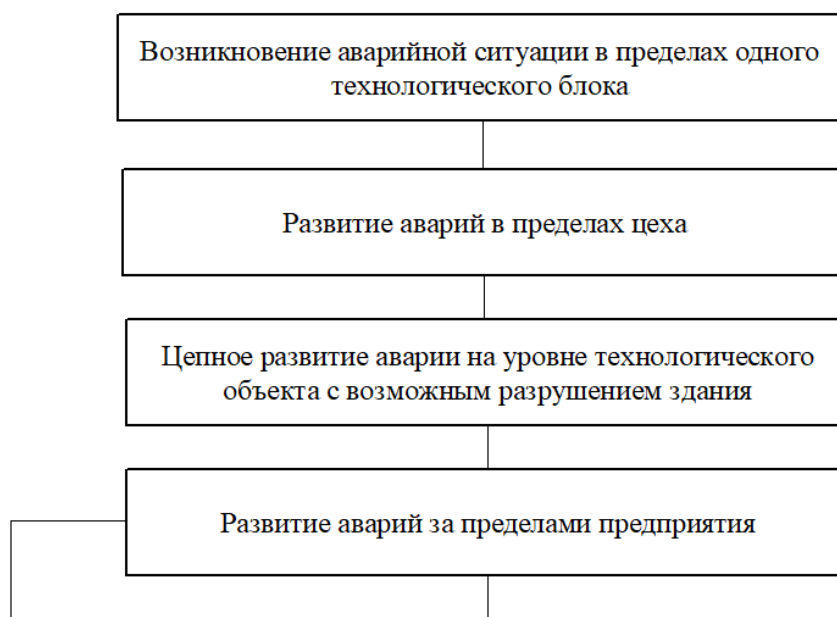 Возникновение аварийной ситуации в пределах одного
технологического блока
Развитие аварий в пределах цеха
Цепное развитие аварии на уровне технологического
объекта с возможным разрушением здания
Развитие аварий за пределами предприятия